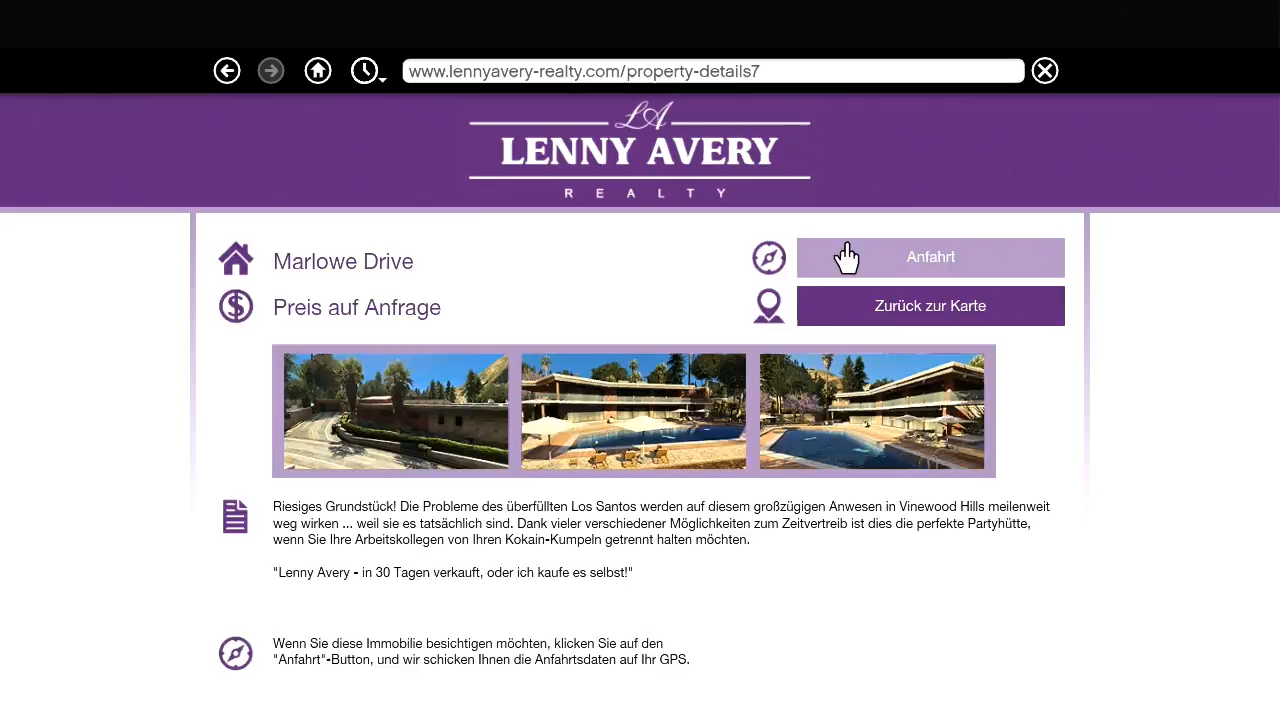 www.lennyavery-realty.com/property-details7
LA
LENNY AVERY
REALTY
Marlowe Drive
Anfahrt
Preis auf Anfrage
Zurück zur Karte
Riesiges Grundstück! Die Probleme des überfüllten Los Santos werden auf diesem großzügigen Anwesen in Vinewood Hills meilenweit
weg wirken ... weil sie es tatsächlich sind. Dank vieler verschiedener Möglichkeiten zum Zeitvertreib ist dies die perfekte Partyhütte,
wenn Sie Ihre Arbeitskollegen von Ihren Kokain-Kumpeln getrennt halten möchten.
"Lenny Avery - in 30 Tagen verkauft, oder ich kaufe es selbst!"
Wenn Sie diese Immobilie besichtigen möchten, klicken Sie auf den
"Anfahrt"-Button, und wir schicken Ihnen die Anfahrtsdaten auf Ihr GPS.